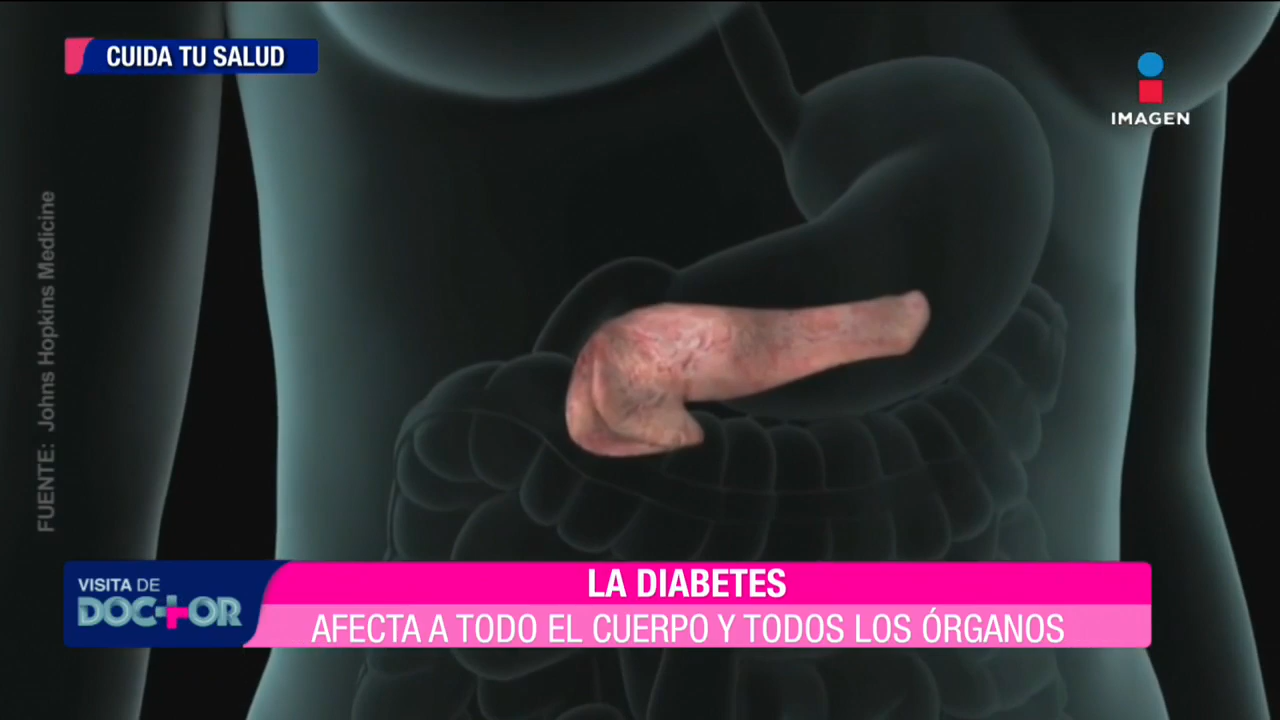 CUIDA TU SALUD
IMAGEN
FUENTE: Johns Hopkins Medicine
VISITA DE
DOCTOR
LA DIABETES
AFECTA A TODO EL CUERPO Y TODOS LOS ÓRGANOS